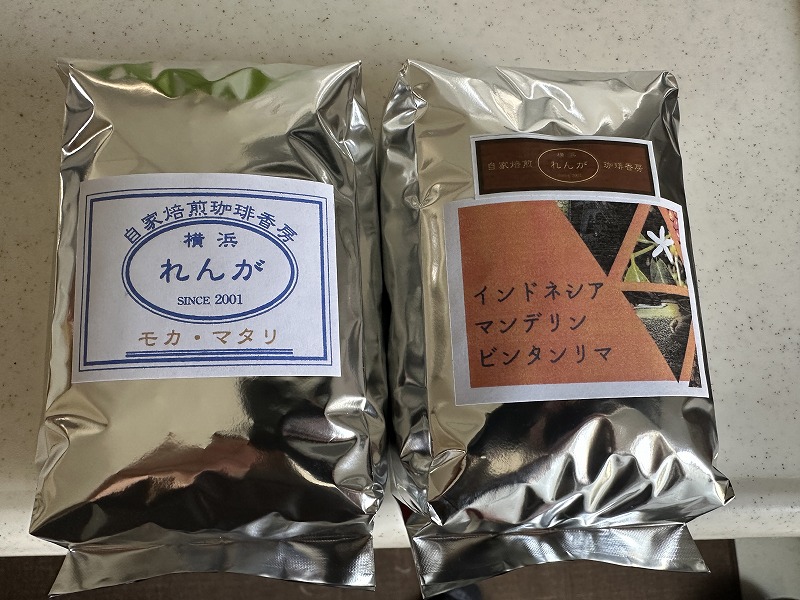 自家焙煎珈琲香房
横浜
れんが
SINCE 2001
モカ・マタリ
横浜
自家焙煎 れんが 珈琲香房
インドネシア
マンデリン
ビンタンリマ